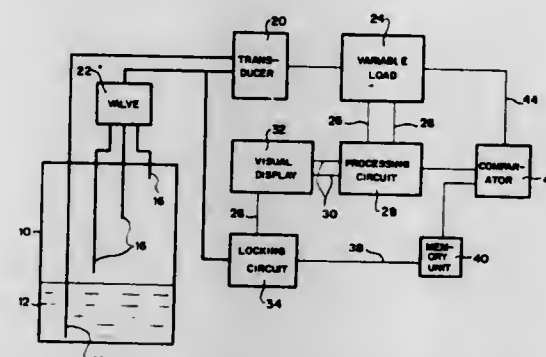 20
TRANS-
DUCER
24
VARIABLE
LOAD
22
VALVE
44
26
26
32
VISUAL
DISPLAY
PROCESSING
CIRCUIT
29
COMPAR-
ATOR
16
30
10
16
26
LOCKING
CIRCUIT
34
38
MEM-
ORY
UNIT
40
12